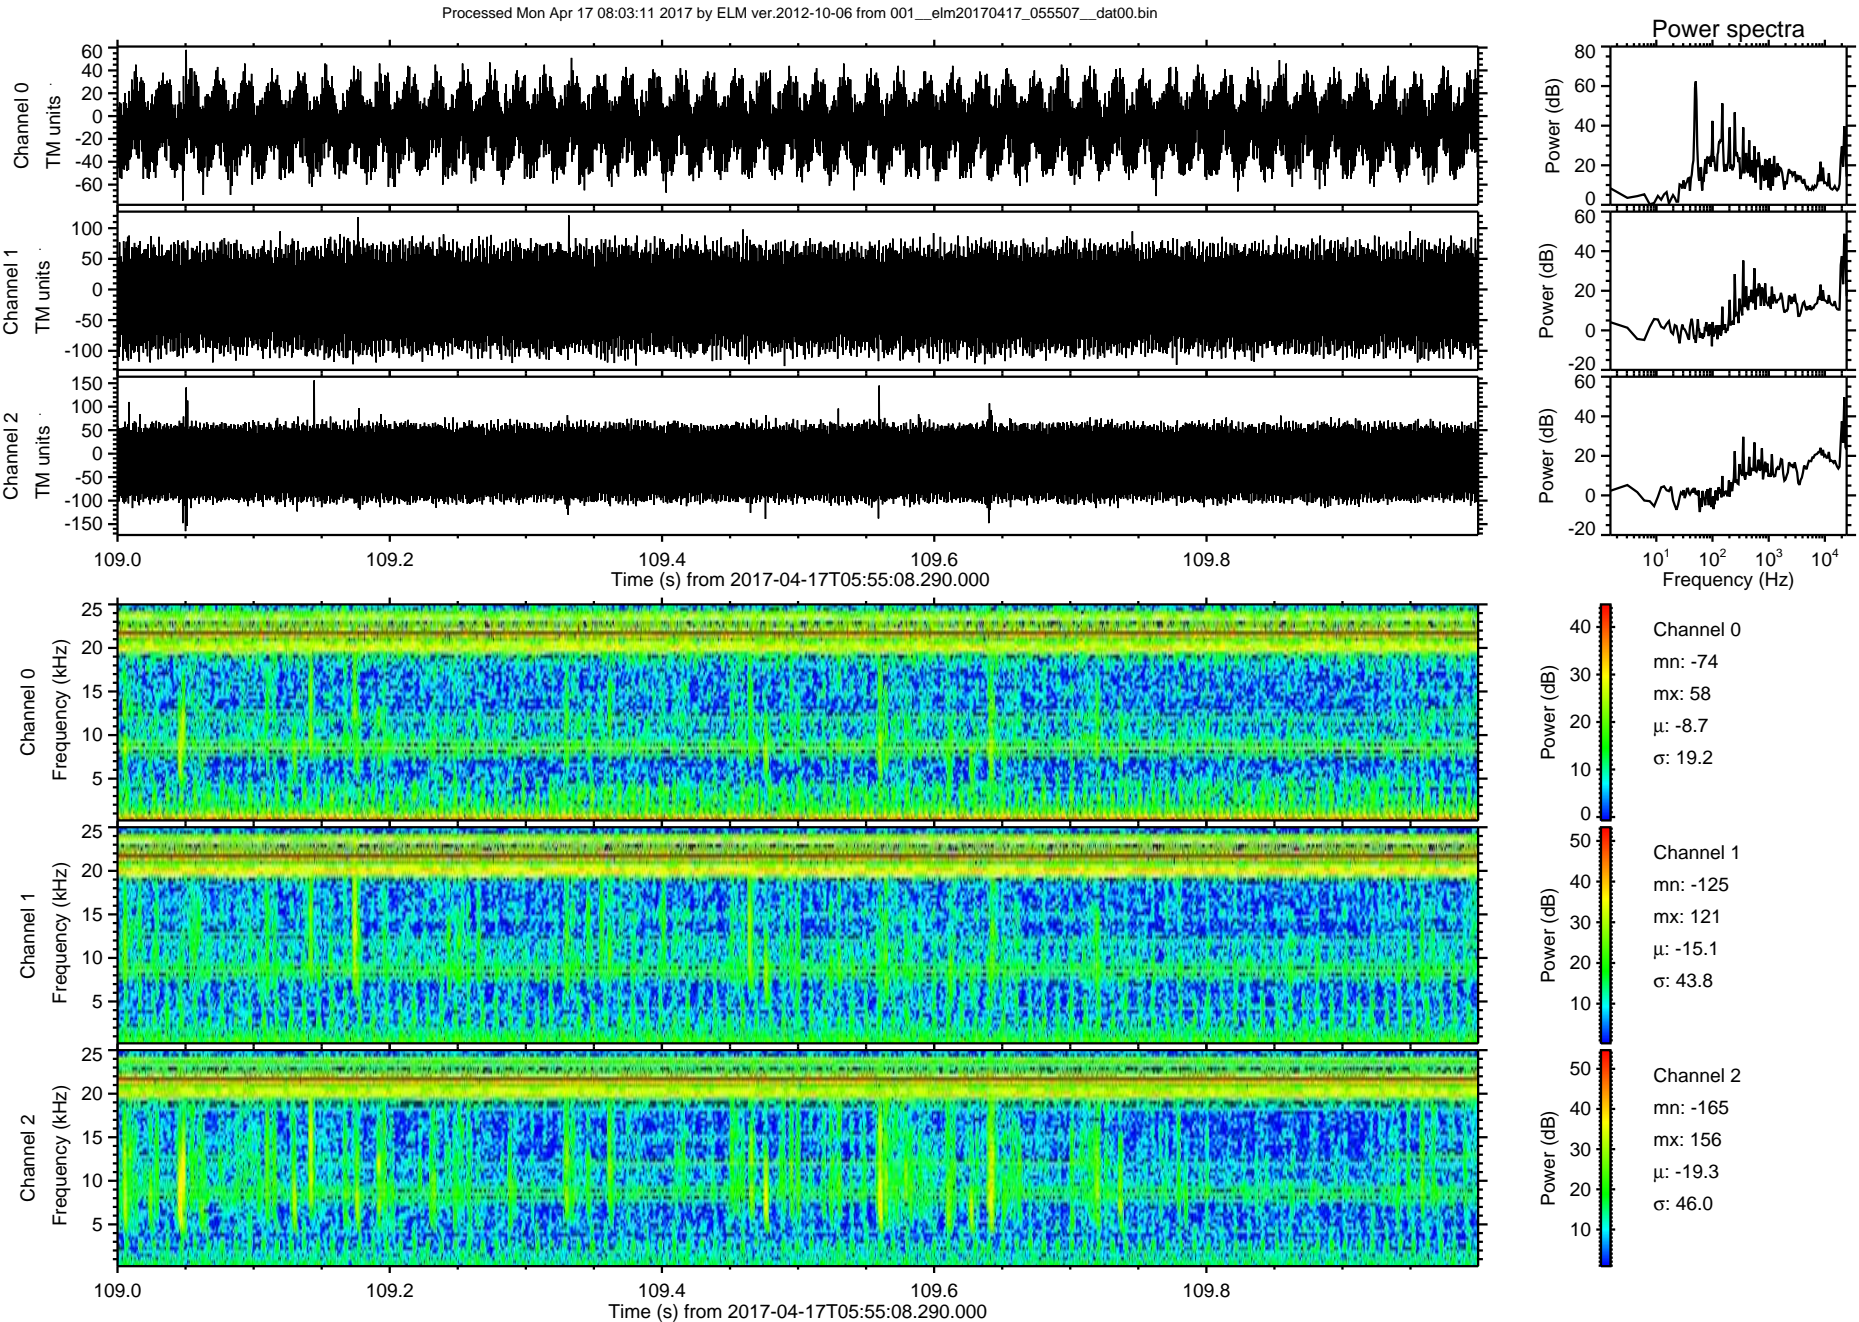 Processed Mon Apr 17 08:03:11 2017 by ELM ver.2012-10-06 from 001__elm20170417_055507__dat00.bin
Power spectra
Channel 0
TM units
60
40
20
0
-20
-40
-60
Power (dB)
80
60
40
20
0
Channel 1
TM units
100
50
0
-50
-100
Power (dB)
60
40
20
0
-20
Channel 2
TM units
150
100
50
0
-50
-100
-150
Power (dB)
60
40
20
0
-20
109.0 109.2 109.4 109.6 109.8
Time (s) from 2017-04-17T05:55:08.290.000
10¹ 10² 10³ 10⁴
Frequency (Hz)
Channel 0
Frequency (kHz)
25
20
15
10
5
Power (dB)
40
30
20
10
0
Channel 0
mn: -74
mx: 58
μ: -8.7
σ: 19.2
Channel 1
Frequency (kHz)
25
20
15
10
5
Power (dB)
50
40
30
20
10
Channel 1
mn: -125
mx: 121
μ: -15.1
σ: 43.8
Channel 2
Frequency (kHz)
25
20
15
10
5
Power (dB)
50
40
30
20
10
Channel 2
mn: -165
mx: 156
μ: -19.3
σ: 46.0
109.0 109.2 109.4 109.6 109.8
Time (s) from 2017-04-17T05:55:08.290.000